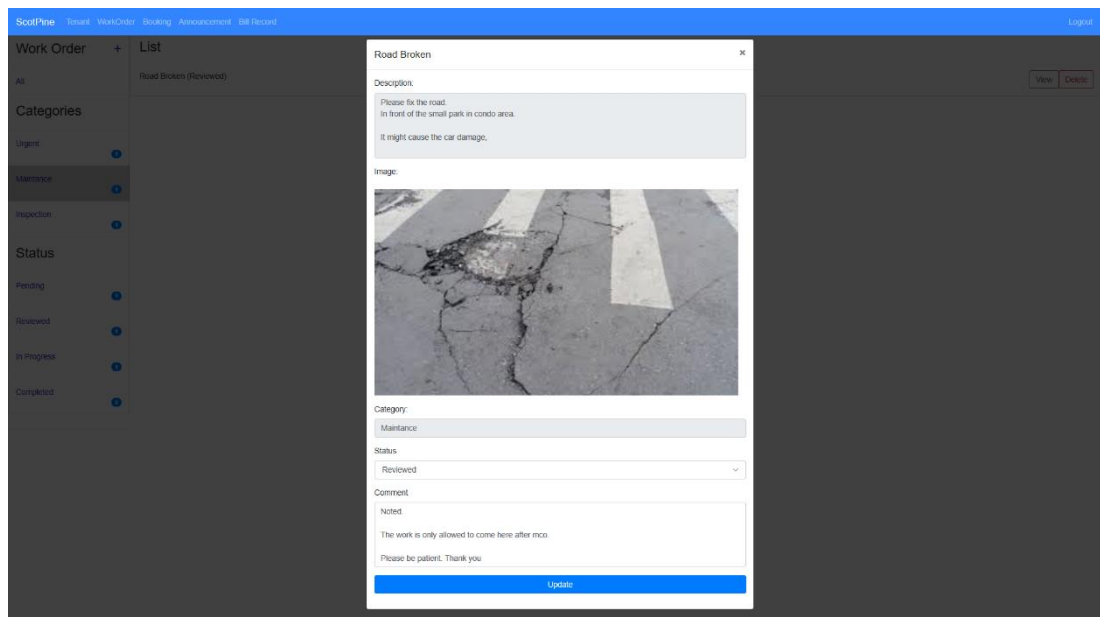 ScotPine Tenant WorkOrder Booking Announcement Bill Record Logout
Work Order +
All
Categories
Urgent
Maintance
Inspection
Status
Pending
Reviewed
In Progress
Completed
List
Road Broken (Reviewed) View Delete
Road Broken ×
Descrption:
Please fix the road.
In front of the small park in condo area.
It might cause the car damage,
Image:
Category:
Maintance
Status
Reviewed
Comment
Noted.
The work is only allowed to come here after mco.
Please be patient. Thank you
Update